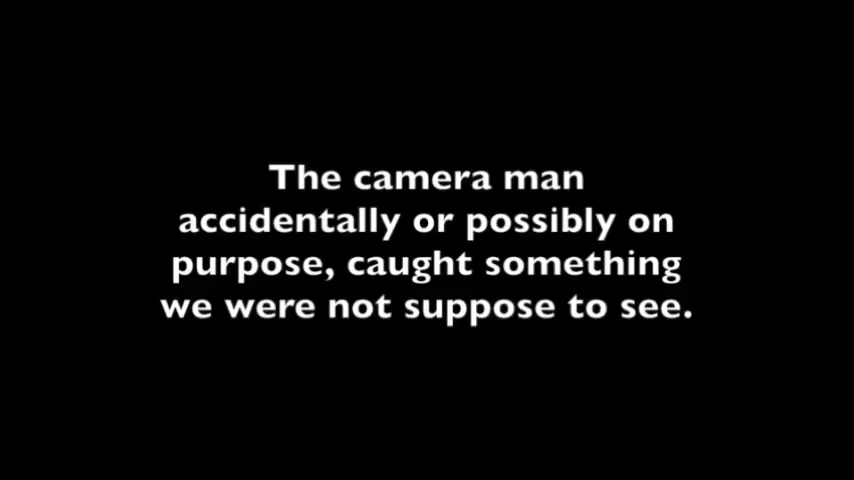 The camera man
accidentally or possibly on
purpose, caught something
we were not suppose to see.